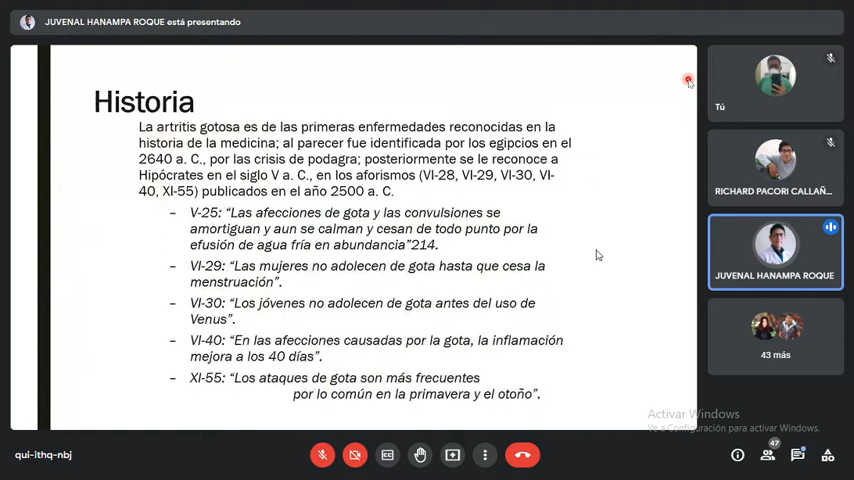 JUVENAL HANAMPA ROQUE está presentando
Historia
La artritis gotosa es de las primeras enfermedades reconocidas en la
historia de la medicina; al parecer fue identificada por los egipcios en el
2640 a. C., por las crisis de podagra; posteriormente se le reconoce a
Hipócrates en el siglo V a. C., en los aforismos (VI-28, VI-29, VI-30, VI-
40, XI-55) publicados en el año 2500 a. C.
– V-25: “Las afecciones de gota y las convulsiones se
amortiguan y aun se calman y cesan de todo punto por la
efusión de agua fría en abundancia”214.
– VI-29: “Las mujeres no adolecen de gota hasta que cesa la
menstruación”.
– VI-30: “Los jóvenes no adolecen de gota antes del uso de
Venus”.
– VI-40: “En las afecciones causadas por la gota, la inflamación
mejora a los 40 días”.
– XI-55: “Los ataques de gota son más frecuentes
por lo común en la primavera y el otoño”.
Tú
RICHARD PACORI CALLAÑ...
JUVENAL HANAMPA ROQUE
43 más
Activar Windows
Ve a Configuración para activar Windows.
qui-ithq-nbj
CC
47